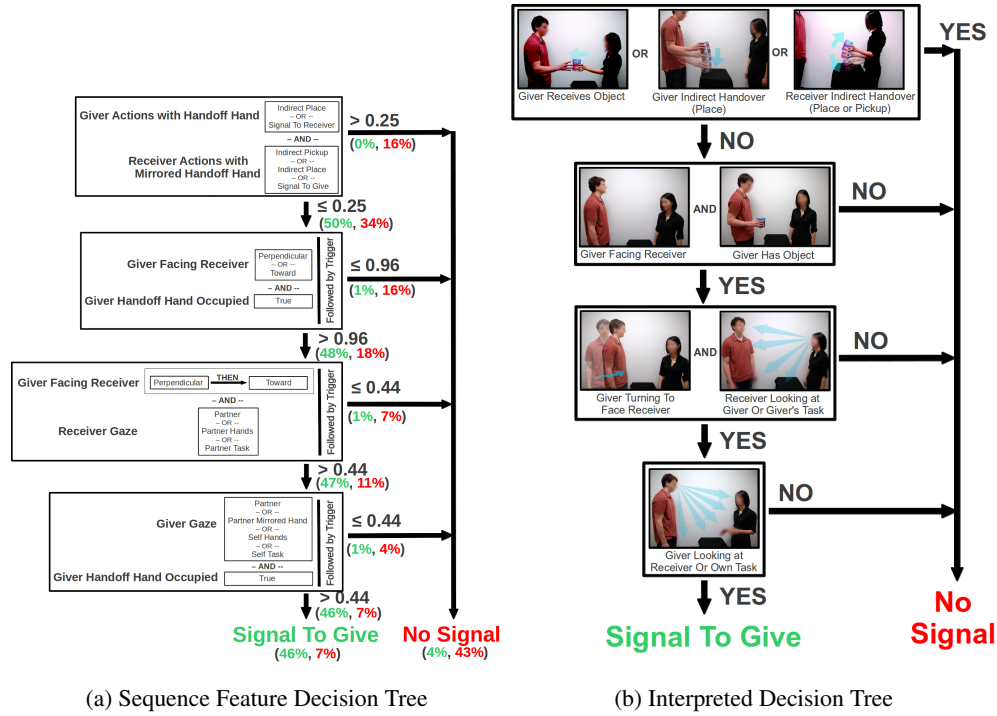 Giver Actions with Handoff Hand
Indirect Place
– OR --
Signal To Receiver
– AND --
Receiver Actions with
Mirrored Handoff Hand
Indirect Pickup
– OR --
Indirect Place
– OR --
Signal To Give
> 0.25
(0%, 16%)
≤ 0.25
(50%, 34%)
Giver Facing Receiver
Perpendicular
– OR --
Toward
– AND --
Giver Handoff Hand Occupied
True
Followed by Trigger
≤ 0.96
(1%, 16%)
> 0.96
(48%, 18%)
Giver Facing Receiver
Perpendicular
THEN
Toward
– AND --
Receiver Gaze
Partner
– OR --
Partner Hands
– OR --
Partner Task
Followed by Trigger
≤ 0.44
(1%, 7%)
> 0.44
(47%, 11%)
Giver Gaze
Partner
– OR --
Partner Mirrored Hand
– OR --
Self Hands
– OR --
Self Task
– AND --
Giver Handoff Hand Occupied
True
Followed by Trigger
≤ 0.44
(1%, 4%)
> 0.44
(46%, 7%)
Signal To Give
(46%, 7%)
No Signal
(4%, 43%)
(a) Sequence Feature Decision Tree
OR
OR
Giver Receives Object
Giver Indirect Handover
(Place)
Receiver Indirect Handover
(Place or Pickup)
YES
NO
AND
Giver Facing Receiver
Giver Has Object
NO
YES
AND
Giver Turning To
Face Receiver
Receiver Looking at
Giver Or Giver's Task
NO
YES
Giver Looking at
Receiver Or Own Task
NO
YES
Signal To Give
No
Signal
(b) Interpreted Decision Tree